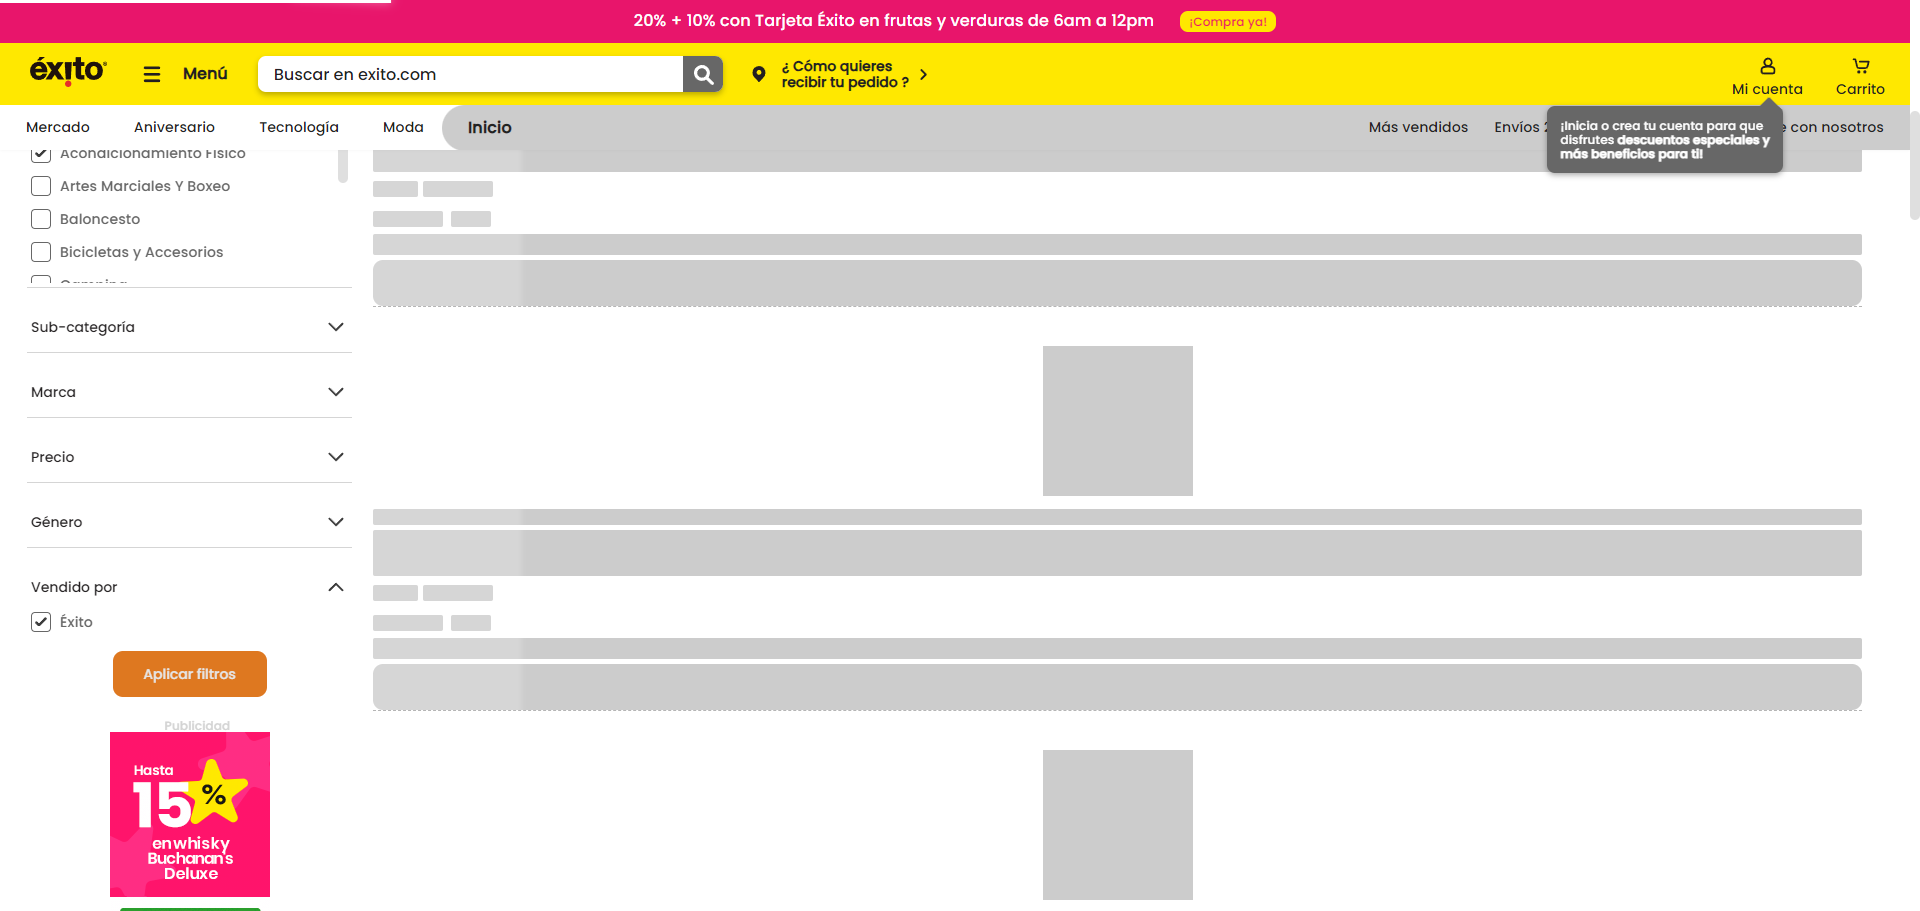 20% + 10% con Tarjeta Éxito en frutas y verduras de 6am a 12pm
¡Compra ya!
éxito
Menú
Buscar en exito.com
¿ Cómo quieres
recibir tu pedido ?
Mi cuenta
Carrito
Mercado
Aniversario
Tecnología
Moda
Inicio
Más vendidos
Envíos
e con nosotros
¡Inicia o crea tu cuenta para que
disfrutes descuentos especiales y
más beneficios para ti!
Acondicionamiento Físico
Artes Marciales Y Boxeo
Baloncesto
Bicicletas y Accesorios
Sub-categoría
Marca
Precio
Género
Vendido por
Éxito
Aplicar filtros
Publicidad
Hasta
15%
en whisky
Buchanan's
Deluxe